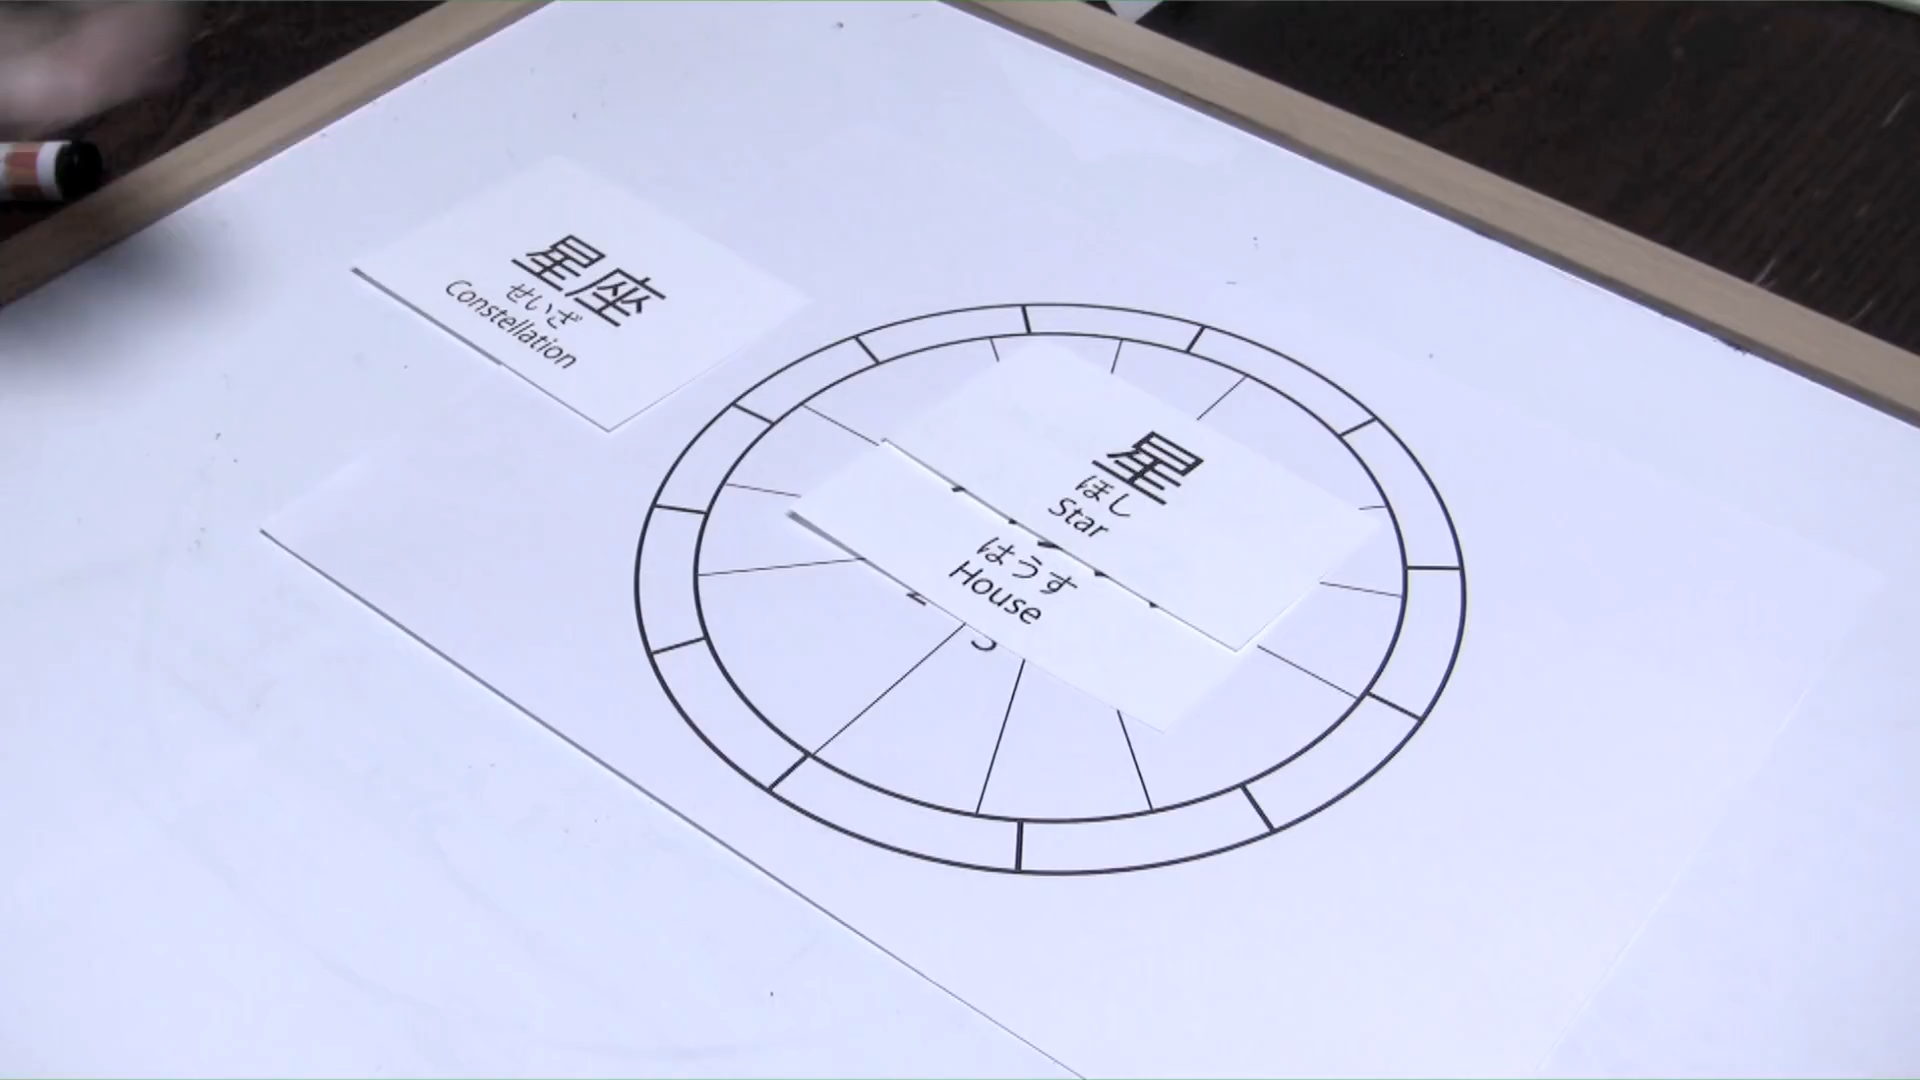 星座
せいざ
Constellation
星
ほし
Star
はうす
House